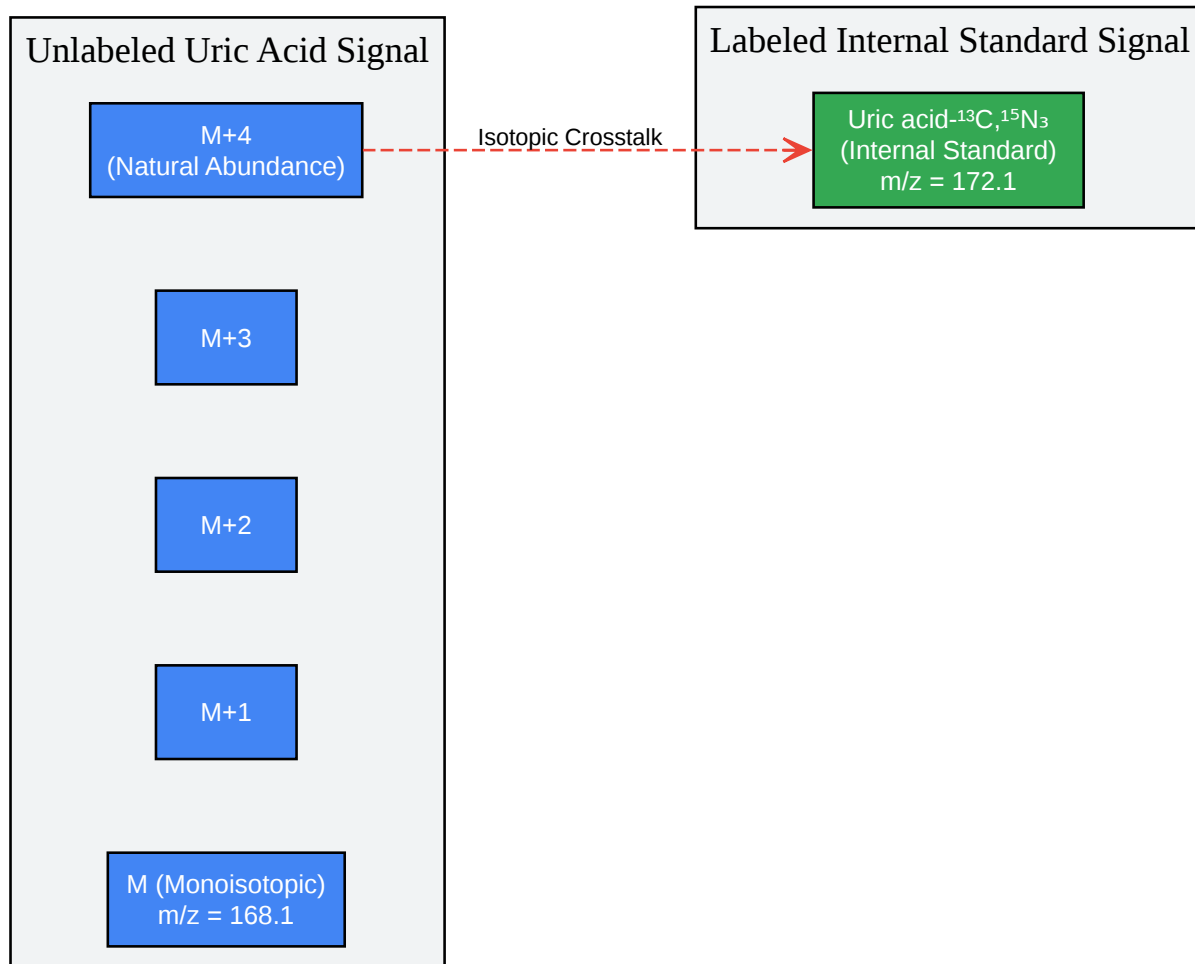 Unlabeled Uric Acid Signal
Labeled Internal Standard Signal
M+4
(Natural Abundance)
Isotopic Crosstalk
Uric acid-¹³C,¹⁵N₃
(Internal Standard)
m/z = 172.1
M+3
M+2
M+1
M (Monoisotopic)
m/z = 168.1